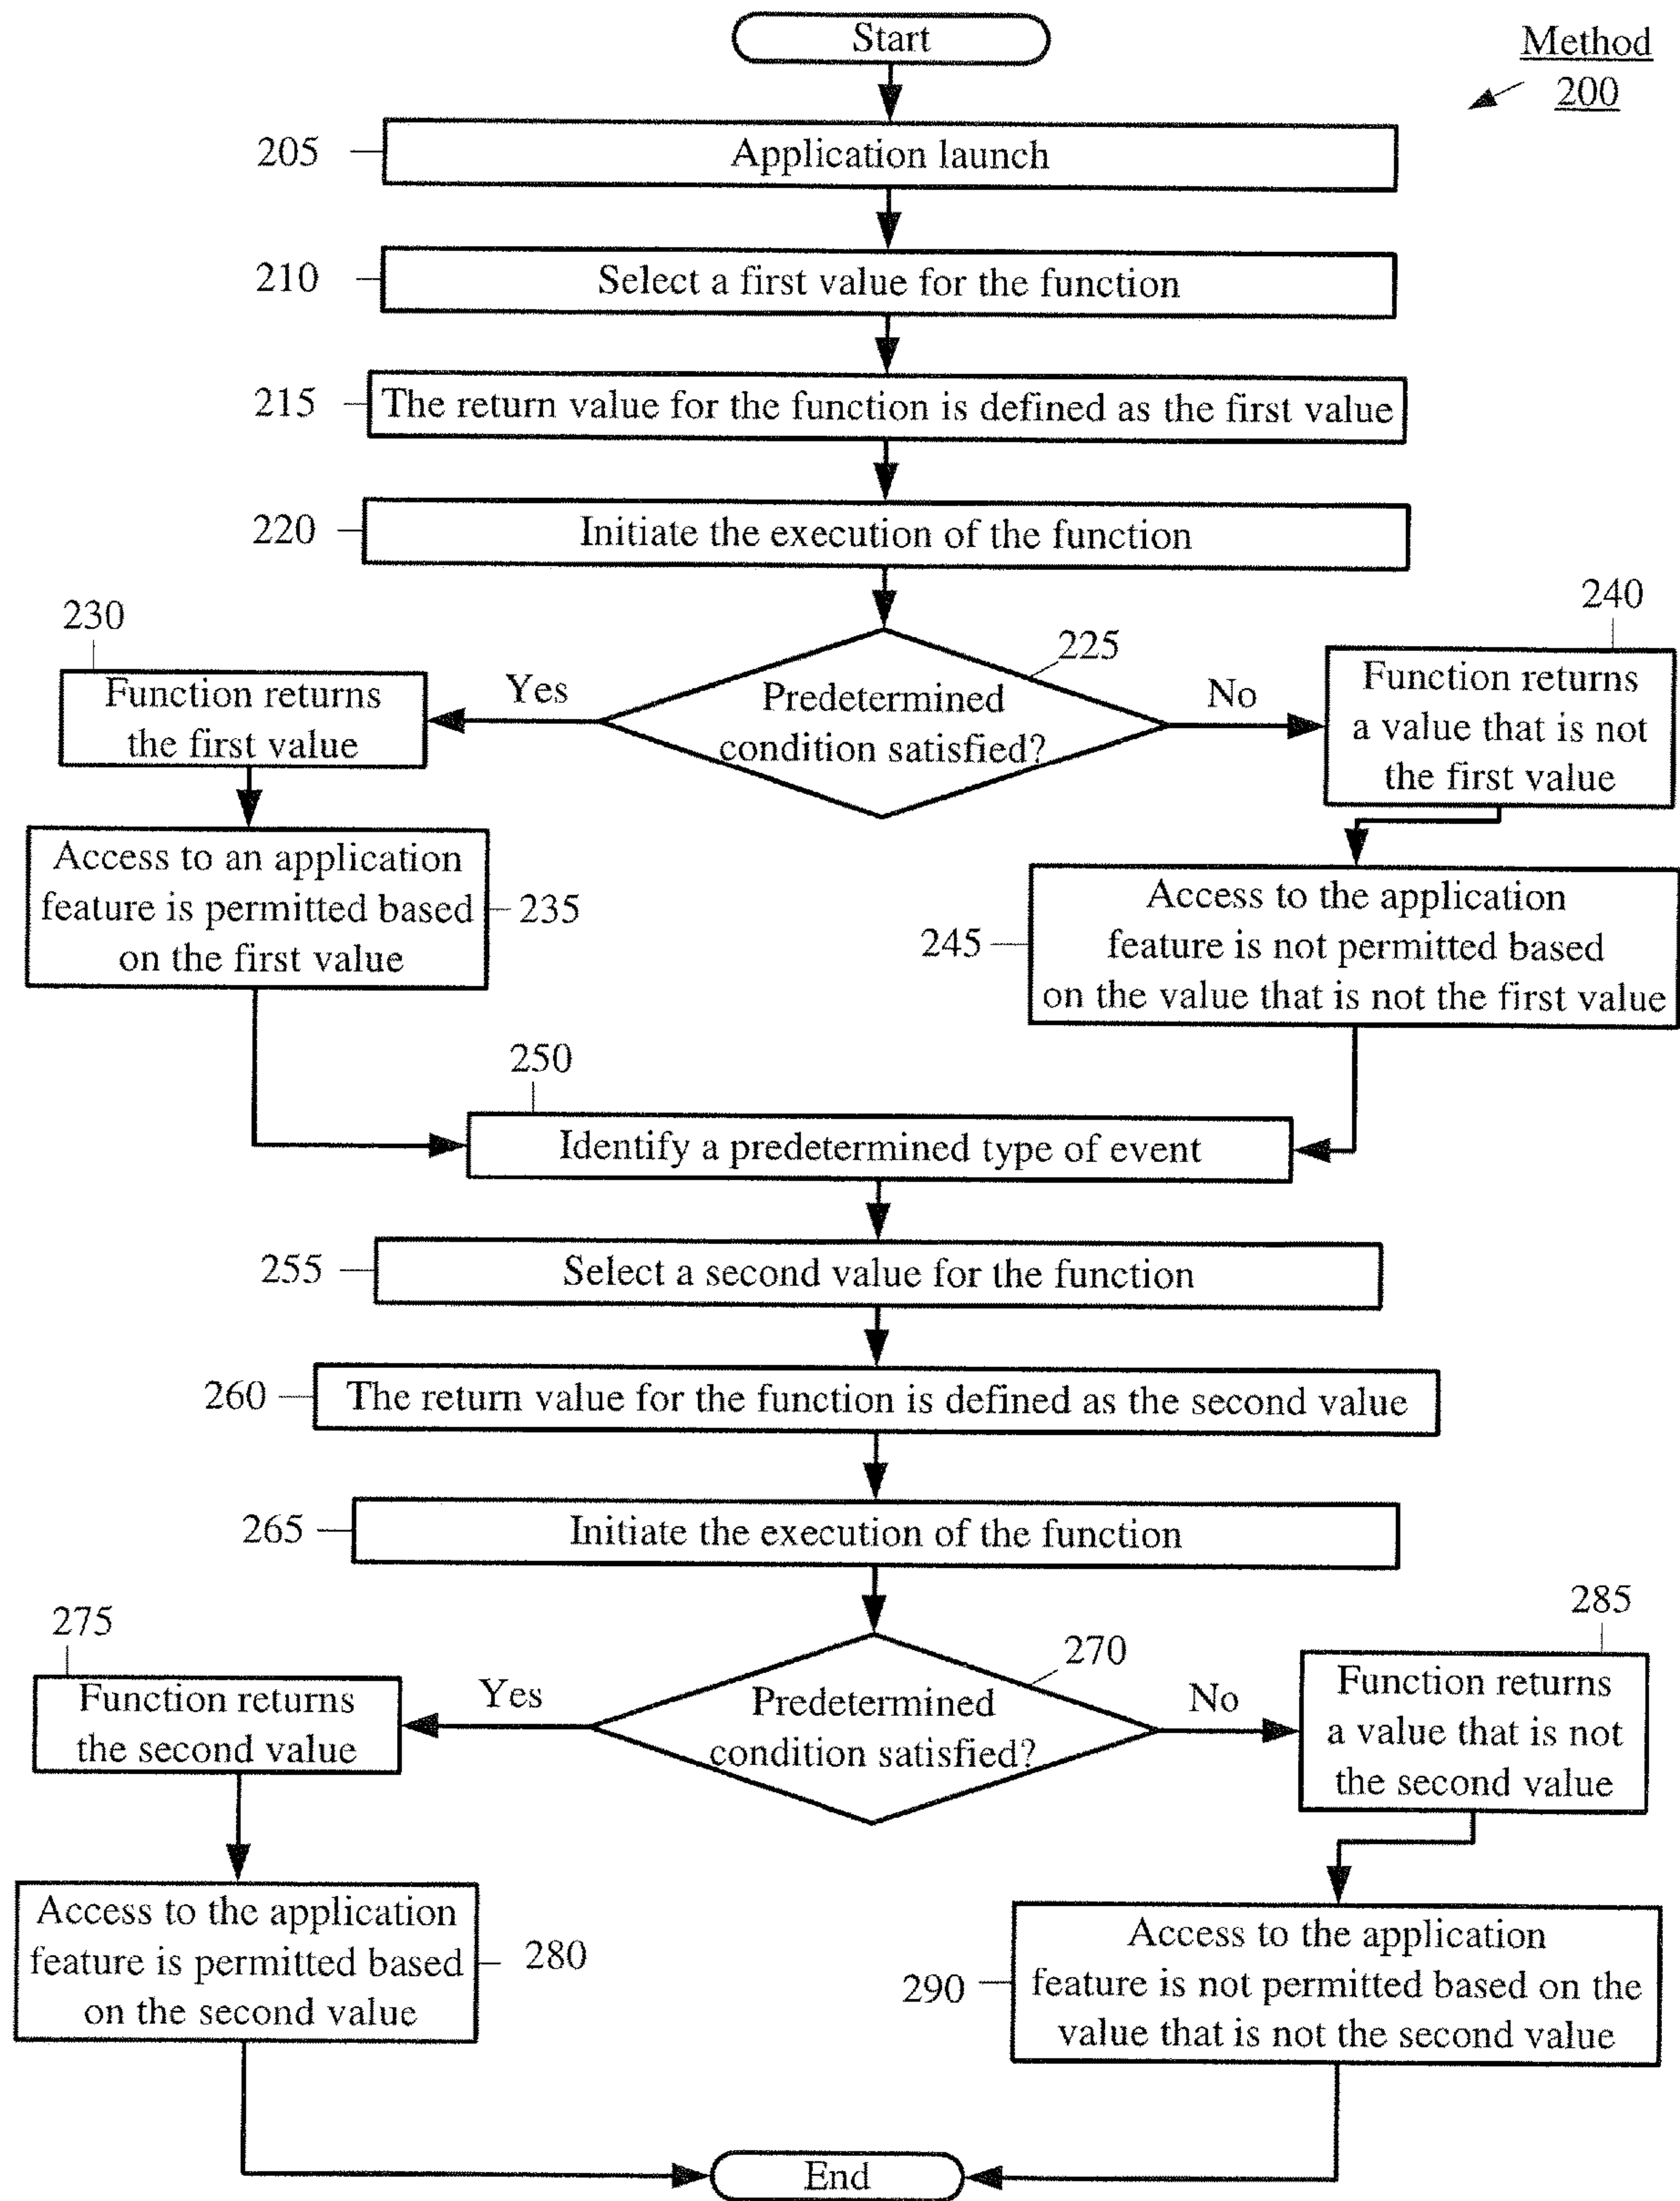 Start
Method
200
205
Application launch
210
Select a first value for the function
215
The return value for the function is defined as the first value
220
Initiate the execution of the function
230
240
225
Function returns
the first value
Yes
Predetermined
condition satisfied?
No
Function returns
a value that is not
the first value
Access to an application
feature is permitted based
on the first value
235
245
Access to the application
feature is not permitted based
on the value that is not the first value
250
Identify a predetermined type of event
255
Select a second value for the function
260
The return value for the function is defined as the second value
265
Initiate the execution of the function
275
285
270
Function returns
the second value
Yes
Predetermined
condition satisfied?
No
Function returns
a value that is not
the second value
Access to the application
feature is permitted based
on the second value
280
290
Access to the application
feature is not permitted based on the
value that is not the second value
End